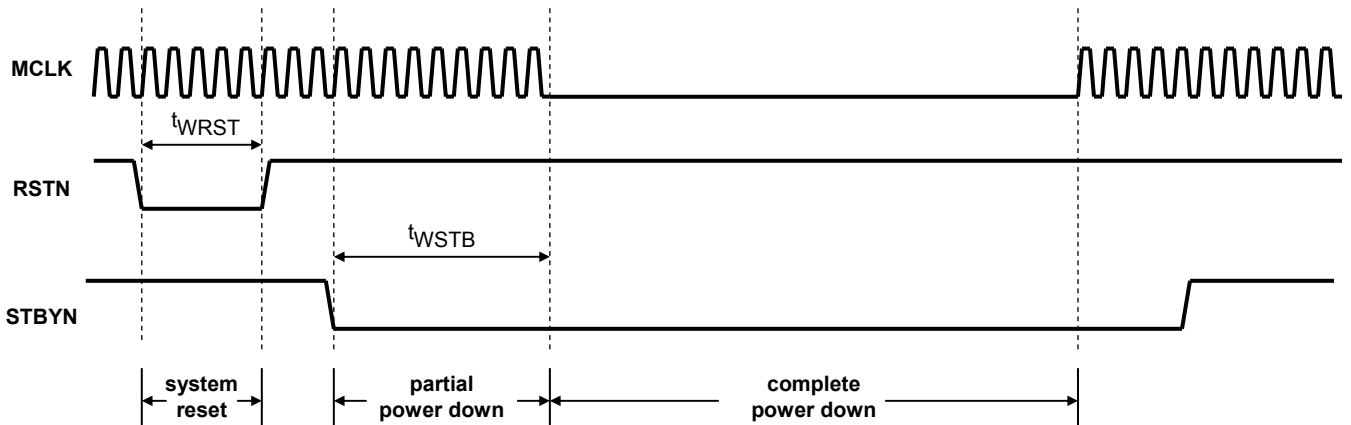 MCLK
tWRST
RSTN
tWSTB
STBYN
system
reset
partial
power down
complete
power down